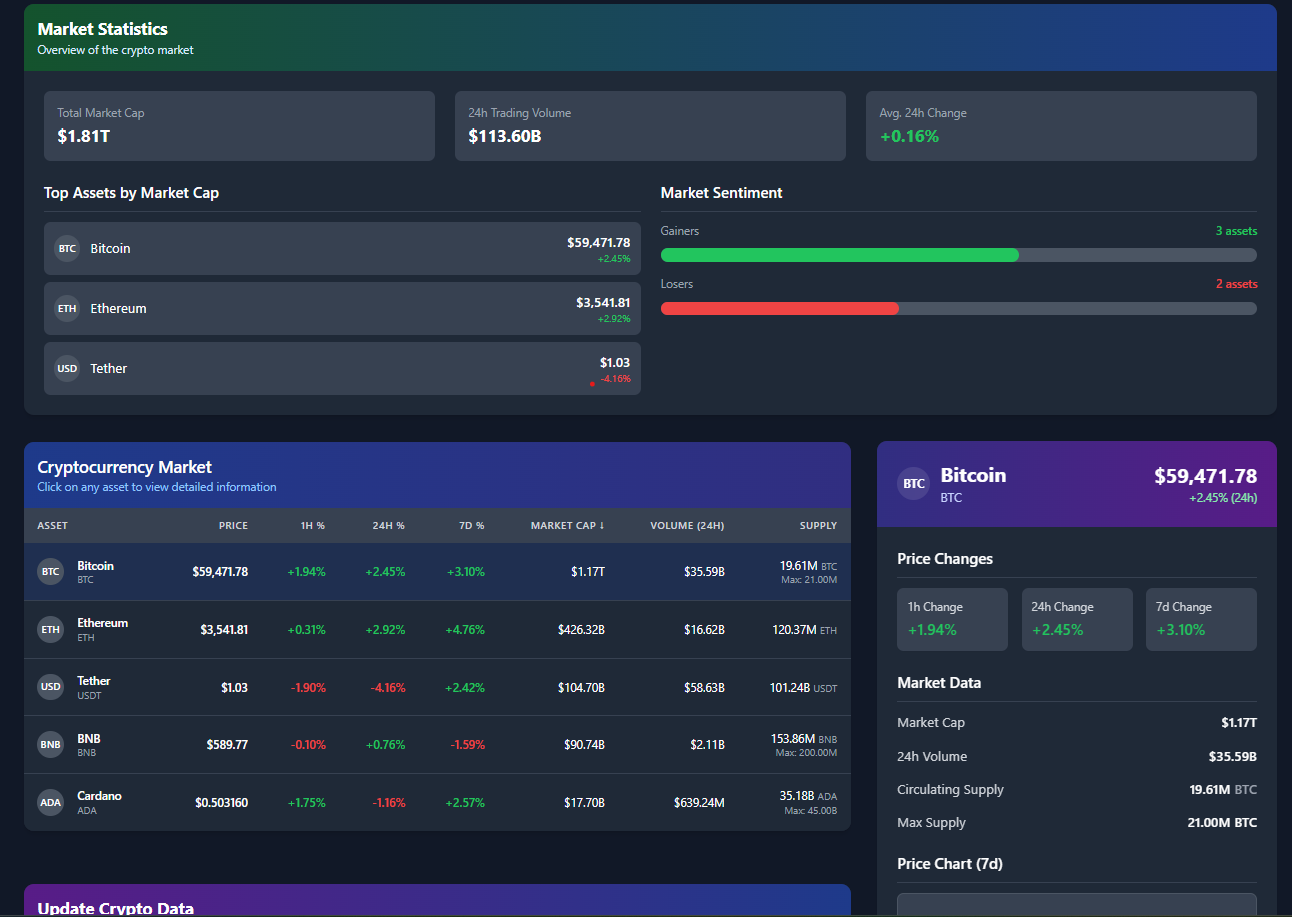 Market Statistics
Overview of the crypto market
Total Market Cap
$1.81T
24h Trading Volume
$113.60B
Avg. 24h Change
+0.16%
Top Assets by Market Cap
BTC Bitcoin $59,471.78
+2.45%
ETH Ethereum $3,541.81
+2.92%
USD Tether $1.03
-4.16%
Market Sentiment
Gainers 3 assets
Losers 2 assets
Cryptocurrency Market
Click on any asset to view detailed information
ASSET PRICE 1H % 24H % 7D % MARKET CAP ↓ VOLUME (24H) SUPPLY
BTC Bitcoin BTC $59,471.78 +1.94% +2.45% +3.10% $1.17T $35.59B 19.61M BTC Max: 21.00M
ETH Ethereum ETH $3,541.81 +0.31% +2.92% +4.76% $426.32B $16.62B 120.37M ETH
USD Tether USDT $1.03 -1.90% -4.16% +2.42% $104.70B $58.63B 101.24B USDT
BNB BNB BNB $589.77 -0.10% +0.76% -1.59% $90.74B $2.11B 153.86M BNB Max: 200.00M
ADA Cardano ADA $0.503160 +1.75% -1.16% +2.57% $17.70B $639.24M 35.18B ADA Max: 45.00B
Update Crypto Data
BTC Bitcoin $59,471.78
BTC +2.45% (24h)
Price Changes
1h Change
+1.94%
24h Change
+2.45%
7d Change
+3.10%
Market Data
Market Cap $1.17T
24h Volume $35.59B
Circulating Supply 19.61M BTC
Max Supply 21.00M BTC
Price Chart (7d)